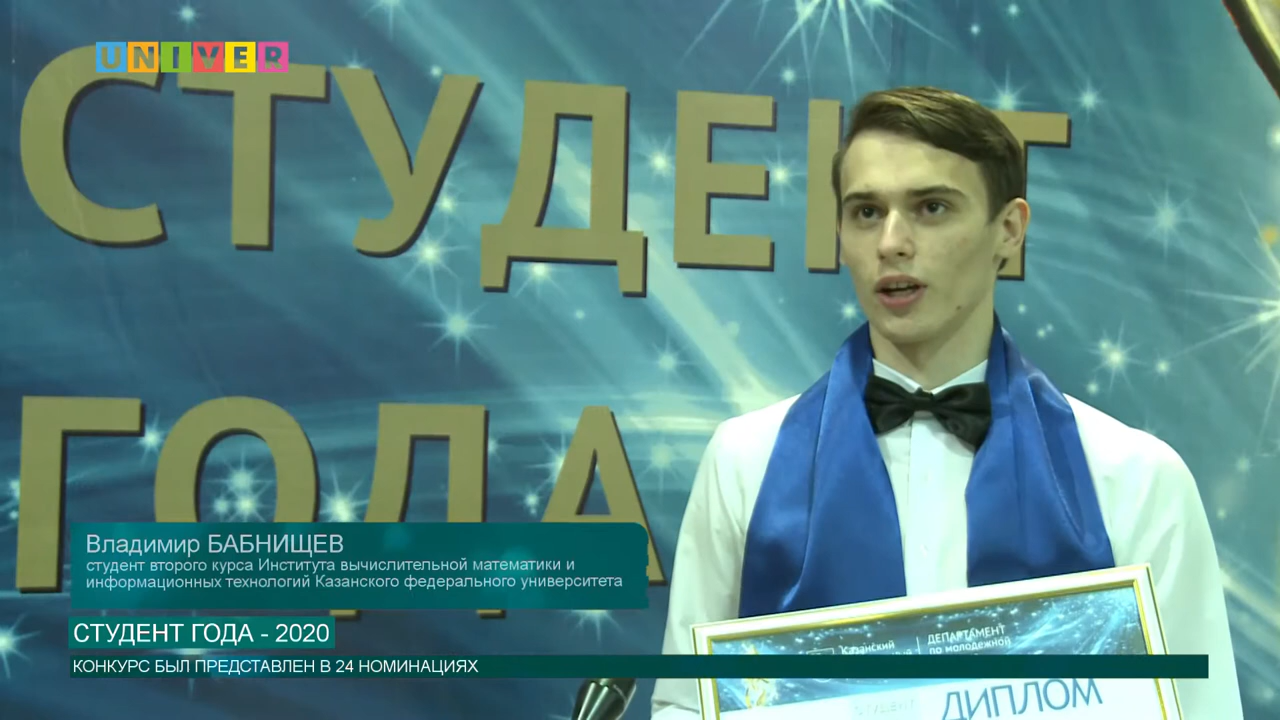 UNIVER
СТУДЕНТ
ГОДА
Владимир БАБНИЩЕВ
студент второго курса Института вычислительной математики и
информационных технологий Казанского федерального университета
СТУДЕНТ ГОДА - 2020
КОНКУРС БЫЛ ПРЕДСТАВЛЕН В 24 НОМИНАЦИЯХ
Казанский
ДЕПАРТАМЕНТ
по молодежной
СТУДЕНТ
ДИПЛОМ